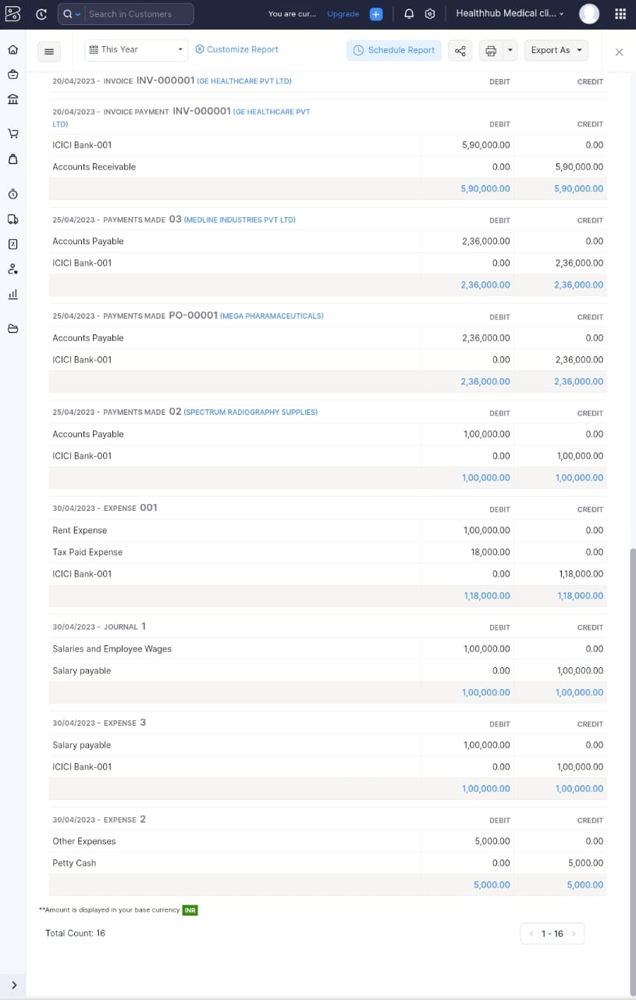 Search in Customers
You are cur... Upgrade
Healthhub Medical cli...
This Year
Customize Report
Schedule Report
Export As
20/04/2023 - INVOICE INV-000001 (GE HEALTHCARE PVT LTD) DEBIT CREDIT
20/04/2023 - INVOICE PAYMENT INV-000001 (GE HEALTHCARE PVT
LTD) DEBIT CREDIT
ICICI Bank-001 5,90,000.00 0.00
Accounts Receivable 0.00 5,90,000.00
5,90,000.00 5,90,000.00
25/04/2023 - PAYMENTS MADE 03 (MEDLINE INDUSTRIES PVT LTD) DEBIT CREDIT
Accounts Payable 2,36,000.00 0.00
ICICI Bank-001 0.00 2,36,000.00
2,36,000.00 2,36,000.00
25/04/2023 - PAYMENTS MADE PO-00001 (MEGA PHARAMACEUTICALS) DEBIT CREDIT
Accounts Payable 2,36,000.00 0.00
ICICI Bank-001 0.00 2,36,000.00
2,36,000.00 2,36,000.00
25/04/2023 - PAYMENTS MADE 02 (SPECTRUM RADIOGRAPHY SUPPLIES) DEBIT CREDIT
Accounts Payable 1,00,000.00 0.00
ICICI Bank-001 0.00 1,00,000.00
1,00,000.00 1,00,000.00
30/04/2023 - EXPENSE 001 DEBIT CREDIT
Rent Expense 1,00,000.00 0.00
Tax Paid Expense 18,000.00 0.00
ICICI Bank-001 0.00 1,18,000.00
1,18,000.00 1,18,000.00
30/04/2023 - JOURNAL 1 DEBIT CREDIT
Salaries and Employee Wages 1,00,000.00 0.00
Salary payable 0.00 1,00,000.00
1,00,000.00 1,00,000.00
30/04/2023 - EXPENSE 3 DEBIT CREDIT
Salary payable 1,00,000.00 0.00
ICICI Bank-001 0.00 1,00,000.00
1,00,000.00 1,00,000.00
30/04/2023 - EXPENSE 2 DEBIT CREDIT
Other Expenses 5,000.00 0.00
Petty Cash 0.00 5,000.00
5,000.00 5,000.00
**Amount is displayed in your base currency INR
Total Count: 16 1 - 16